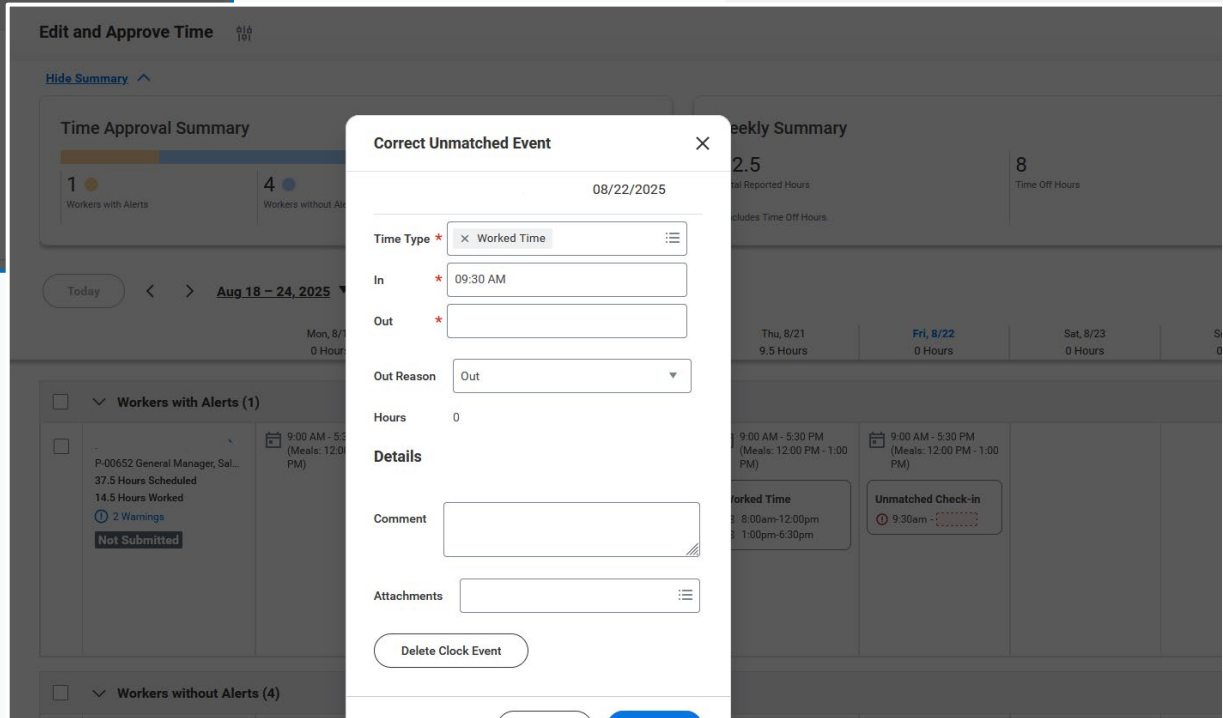 Edit and Approve Time
Hide Summary
Time Approval Summary
1
Workers with Alerts
4
Workers without
eekly Summary
2.5
tal Reported Hours
cludes Time Off Hours.
8
Time Off Hours
Today
Aug 18 – 24, 2025
Mon, 8/1
0 Hour
Thu, 8/21
9.5 Hours
Fri, 8/22
0 Hours
Sat, 8/23
0 Hours
Workers with Alerts (1)
P-00652 General Manager, Sal...
37.5 Hours Scheduled
14.5 Hours Worked
2 Warnings
Not Submitted
9:00 AM - 5:3
(Meals: 12:00
PM)
9:00 AM - 5:30 PM
(Meals: 12:00 PM - 1:00
PM)
orked Time
8:00am-12:00pm
1:00pm-6:30pm
9:00 AM - 5:30 PM
(Meals: 12:00 PM - 1:00
PM)
Unmatched Check-in
9:30am -
Workers without Alerts (4)
Correct Unmatched Event
08/22/2025
Time Type * × Worked Time
In * 09:30 AM
Out *
Out Reason Out
Hours 0
Details
Comment
Attachments
Delete Clock Event